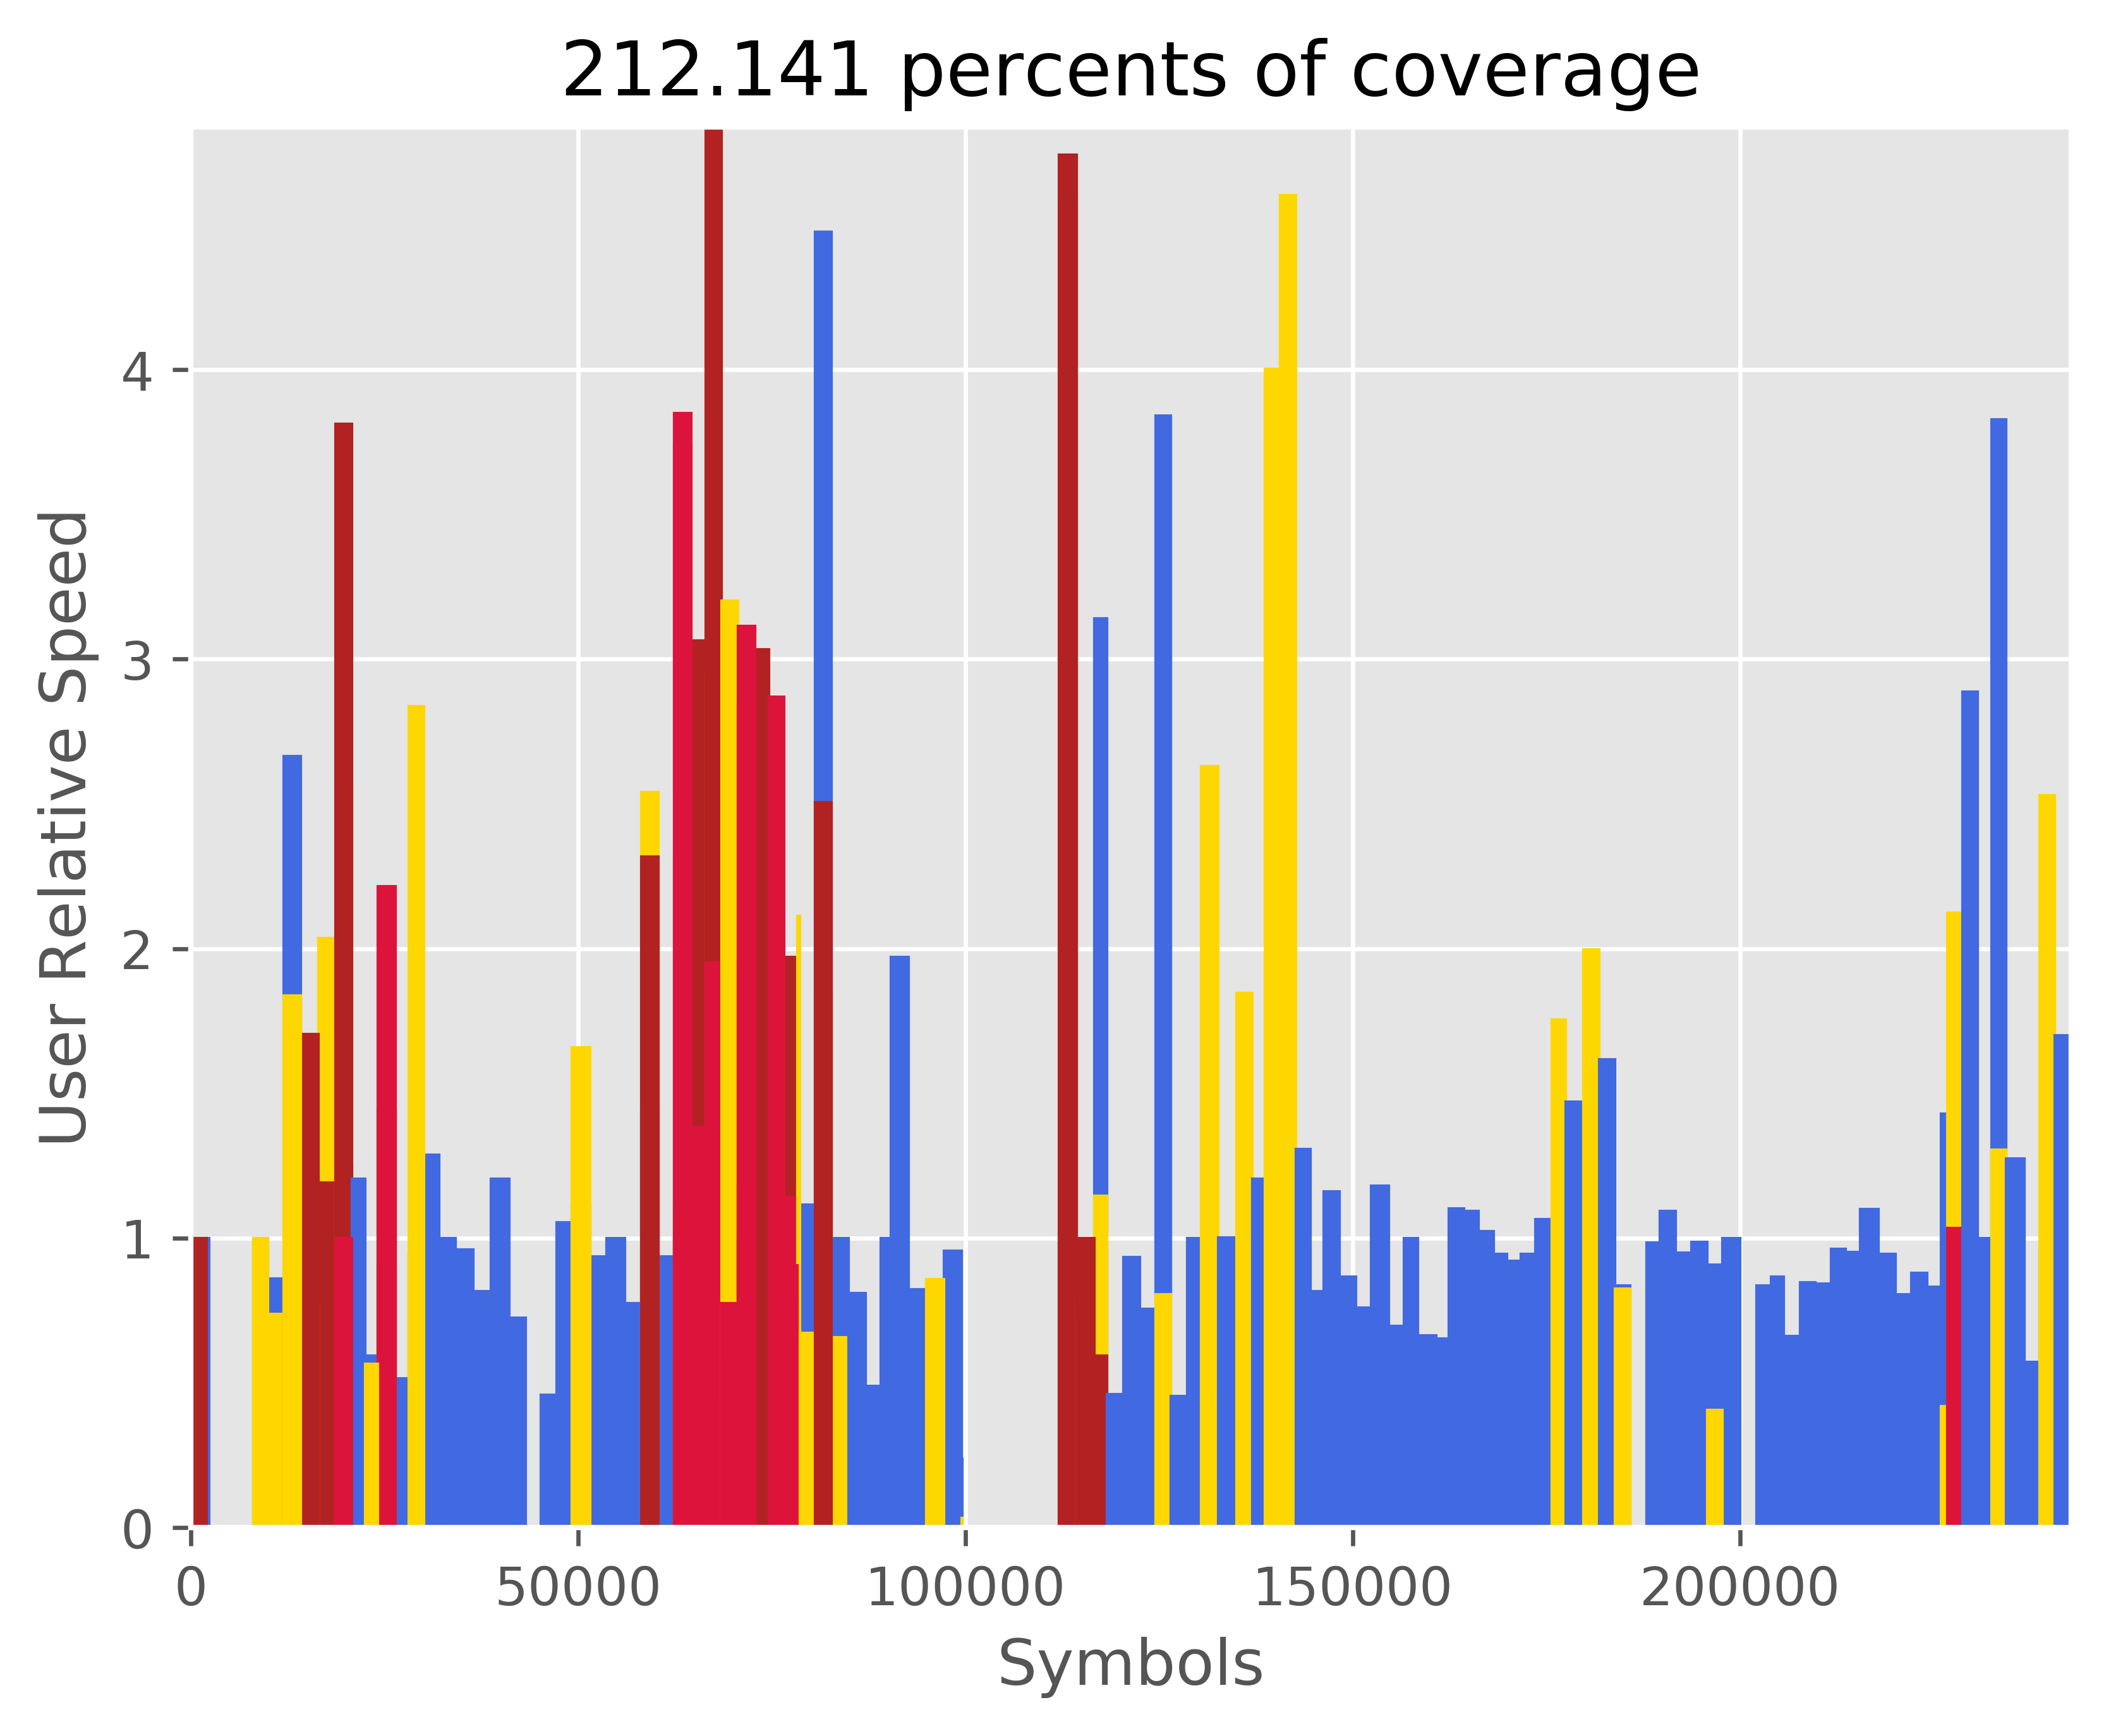 212.141 percents of coverage
User Relative Speed
4
3
2
1
0
0 50000 100000 150000 200000
Symbols